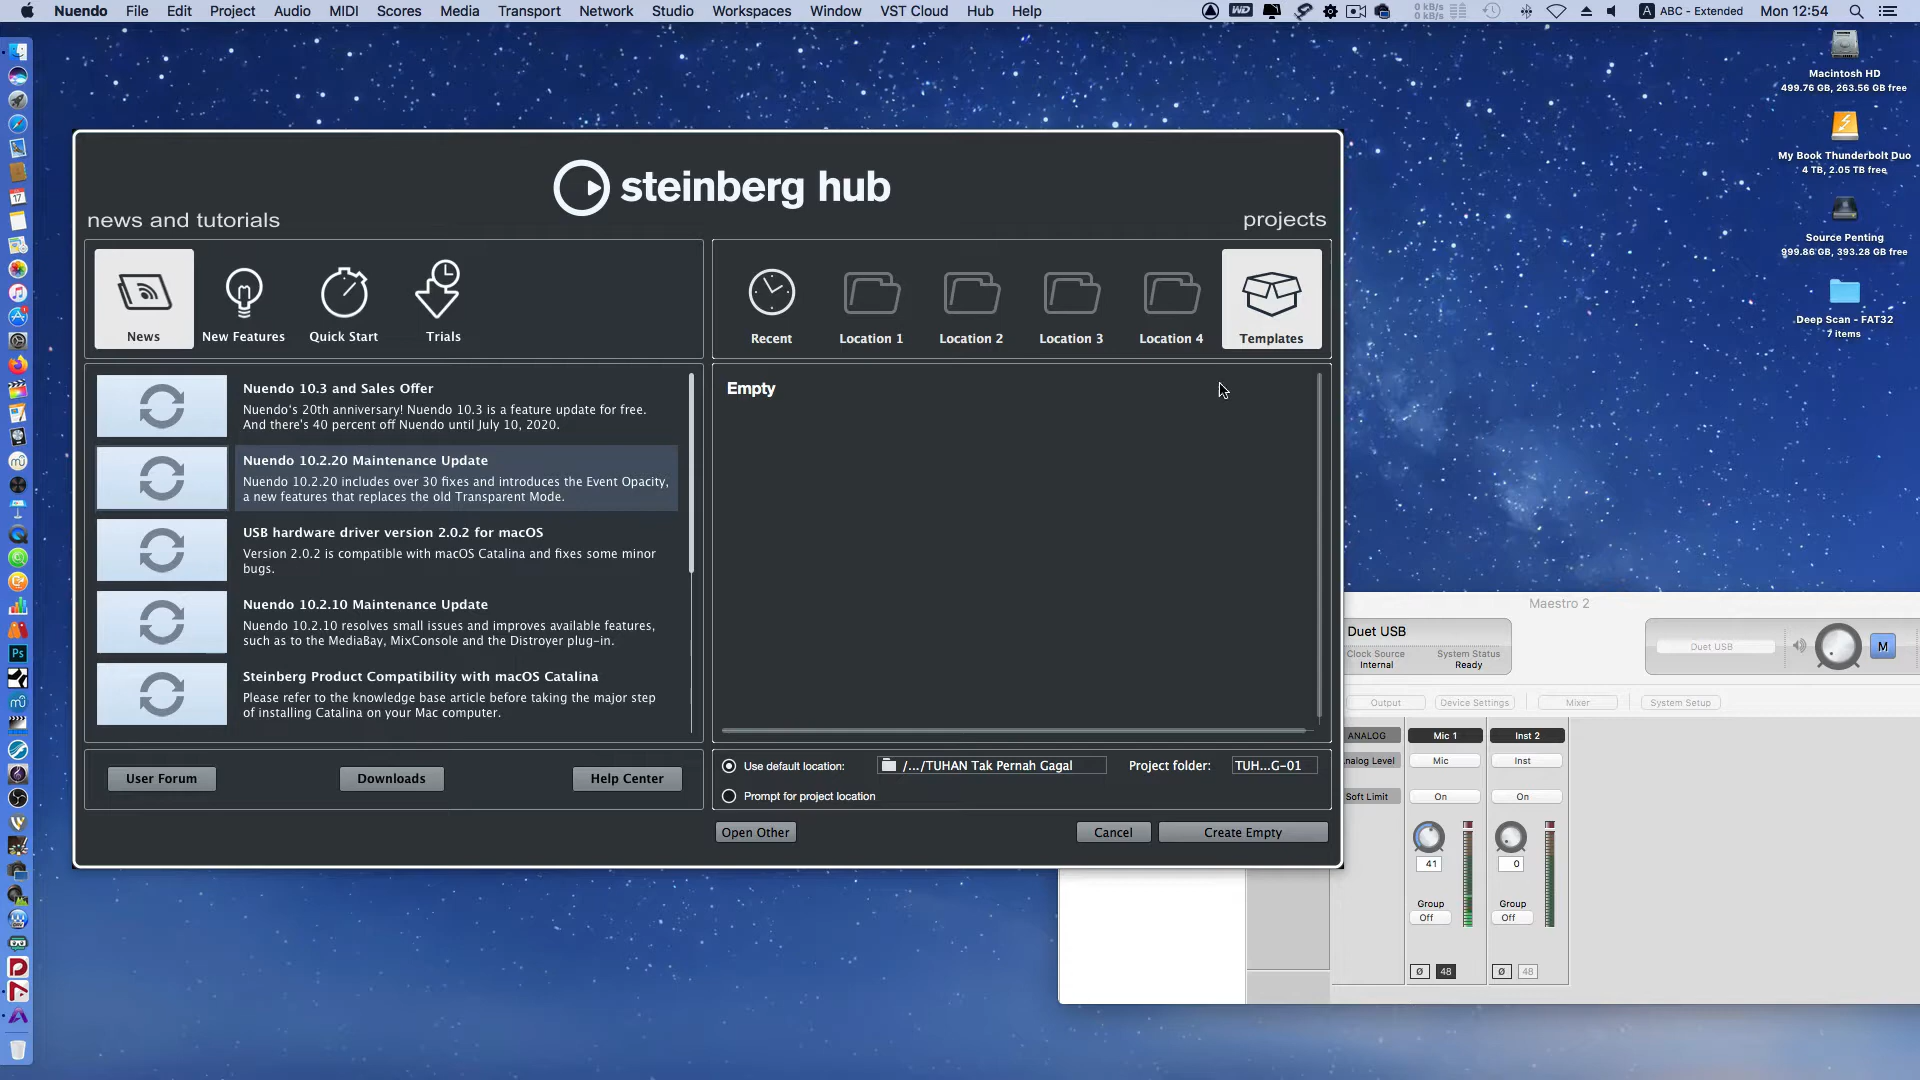 Nuendo File Edit Project Audio MIDI Scores Media Transport Network Studio Workspaces Window VST Cloud Hub Help
WD 0 kB/s 0 kB/s A ABC - Extended Mon 12:54
Macintosh HD
499.76 GB, 263.56 GB free
My Book Thunderbolt Duo
4 TB, 2.05 TB free
Source Penting
999.86 GB, 393.28 GB free
Deep Scan - FAT32
7 items
17
Ps
steinberg hub
news and tutorials
projects
News New Features Quick Start Trials
Recent Location 1 Location 2 Location 3 Location 4 Templates
Nuendo 10.3 and Sales Offer
Nuendo's 20th anniversary! Nuendo 10.3 is a feature update for free.
And there's 40 percent off Nuendo until July 10, 2020.
Nuendo 10.2.20 Maintenance Update
Nuendo 10.2.20 includes over 30 fixes and introduces the Event Opacity,
a new features that replaces the old Transparent Mode.
USB hardware driver version 2.0.2 for macOS
Version 2.0.2 is compatible with macOS Catalina and fixes some minor
bugs.
Nuendo 10.2.10 Maintenance Update
Nuendo 10.2.10 resolves small issues and improves available features,
such as to the MediaBay, MixConsole and the Distroyer plug-in.
Steinberg Product Compatibility with macOS Catalina
Please refer to the knowledge base article before taking the major step
of installing Catalina on your Mac computer.
User Forum Downloads Help Center
Empty
Use default location: /.../TUHAN Tak Pernah Gagal Project folder: TUH...G-01
Prompt for project location
Open Other Cancel Create Empty
Maestro 2
Duet USB
Clock Source System Status
Internal Ready
Duet USB
M
Output Device Settings Mixer System Setup
ANALOG Mic 1 Inst 2
nalog Level Mic Inst
Soft Limit On On
41 0
Group Group
Off Off
Ø 48 Ø 48